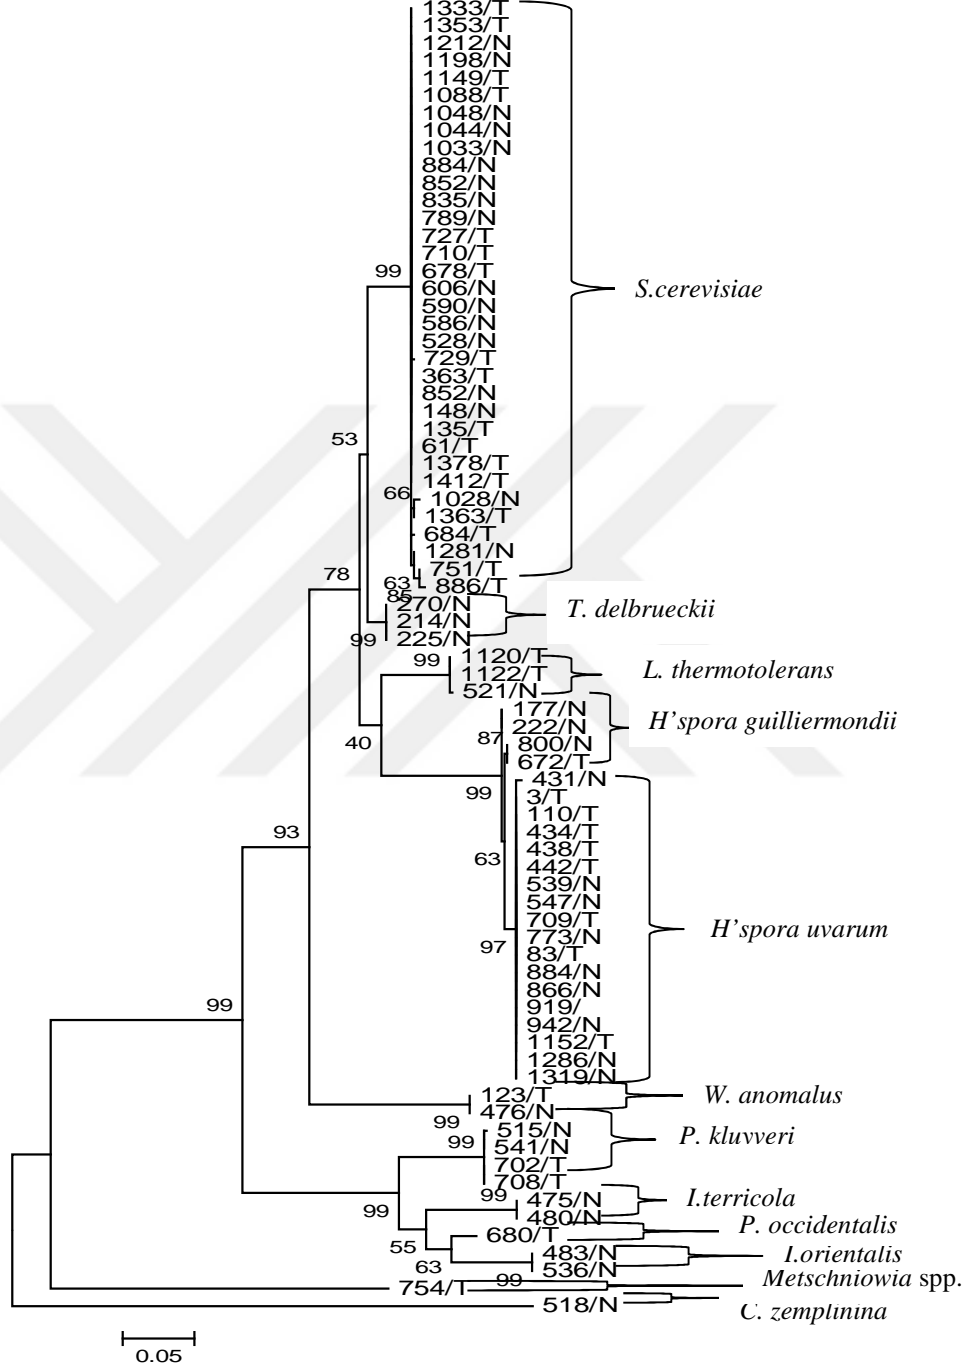 1333/T
1353/T
1212/N
1198/N
1149/T
1088/T
1048/N
1044/N
1033/N
884/N
852/N
835/N
789/N
727/T
710/T
678/T
99
606/N
S.cerevisiae
590/N
586/N
528/N
729/T
363/T
852/N
148/N
135/T
53
61/T
1378/T
1412/T
66
1028/N
1363/T
684/T
1281/N
751/T
78
63
886/T
85
270/N
T. delbrueckii
214/N
99
225/N
1120/T
99
1122/T
L. thermotolerans
521/N
177/N
222/N
H'spora guilliermondii
87
800/N
40
672/T
431/N
99
3/T
110/T
93
434/T
438/T
63
442/T
539/N
547/N
709/T
773/N
H'spora uvarum
97
83/T
884/N
866/N
99
919/
942/N
1152/T
1286/N
1319/N
123/T
W. anomalus
476/N
99
515/N
P. kluvveri
99
541/N
702/T
708/T
99
475/N
I.terricola
99
480/N
680/T
P. occidentalis
55
483/N
I.orientalis
63
536/N
99
Metschniowia spp.
754/T
518/N
C. zemplinina
0.05